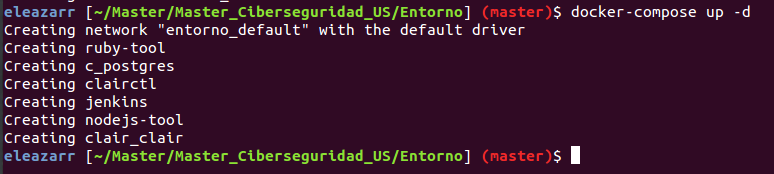 eleazarr [~/Master/Master_Ciberseguridad_US/Entorno] (master)$ docker-compose up -d
Creating network "entorno_default" with the default driver
Creating ruby-tool
Creating c_postgres
Creating clairctl
Creating jenkins
Creating nodejs-tool
Creating clair_clair
eleazarr [~/Master/Master_Ciberseguridad_US/Entorno] (master)$